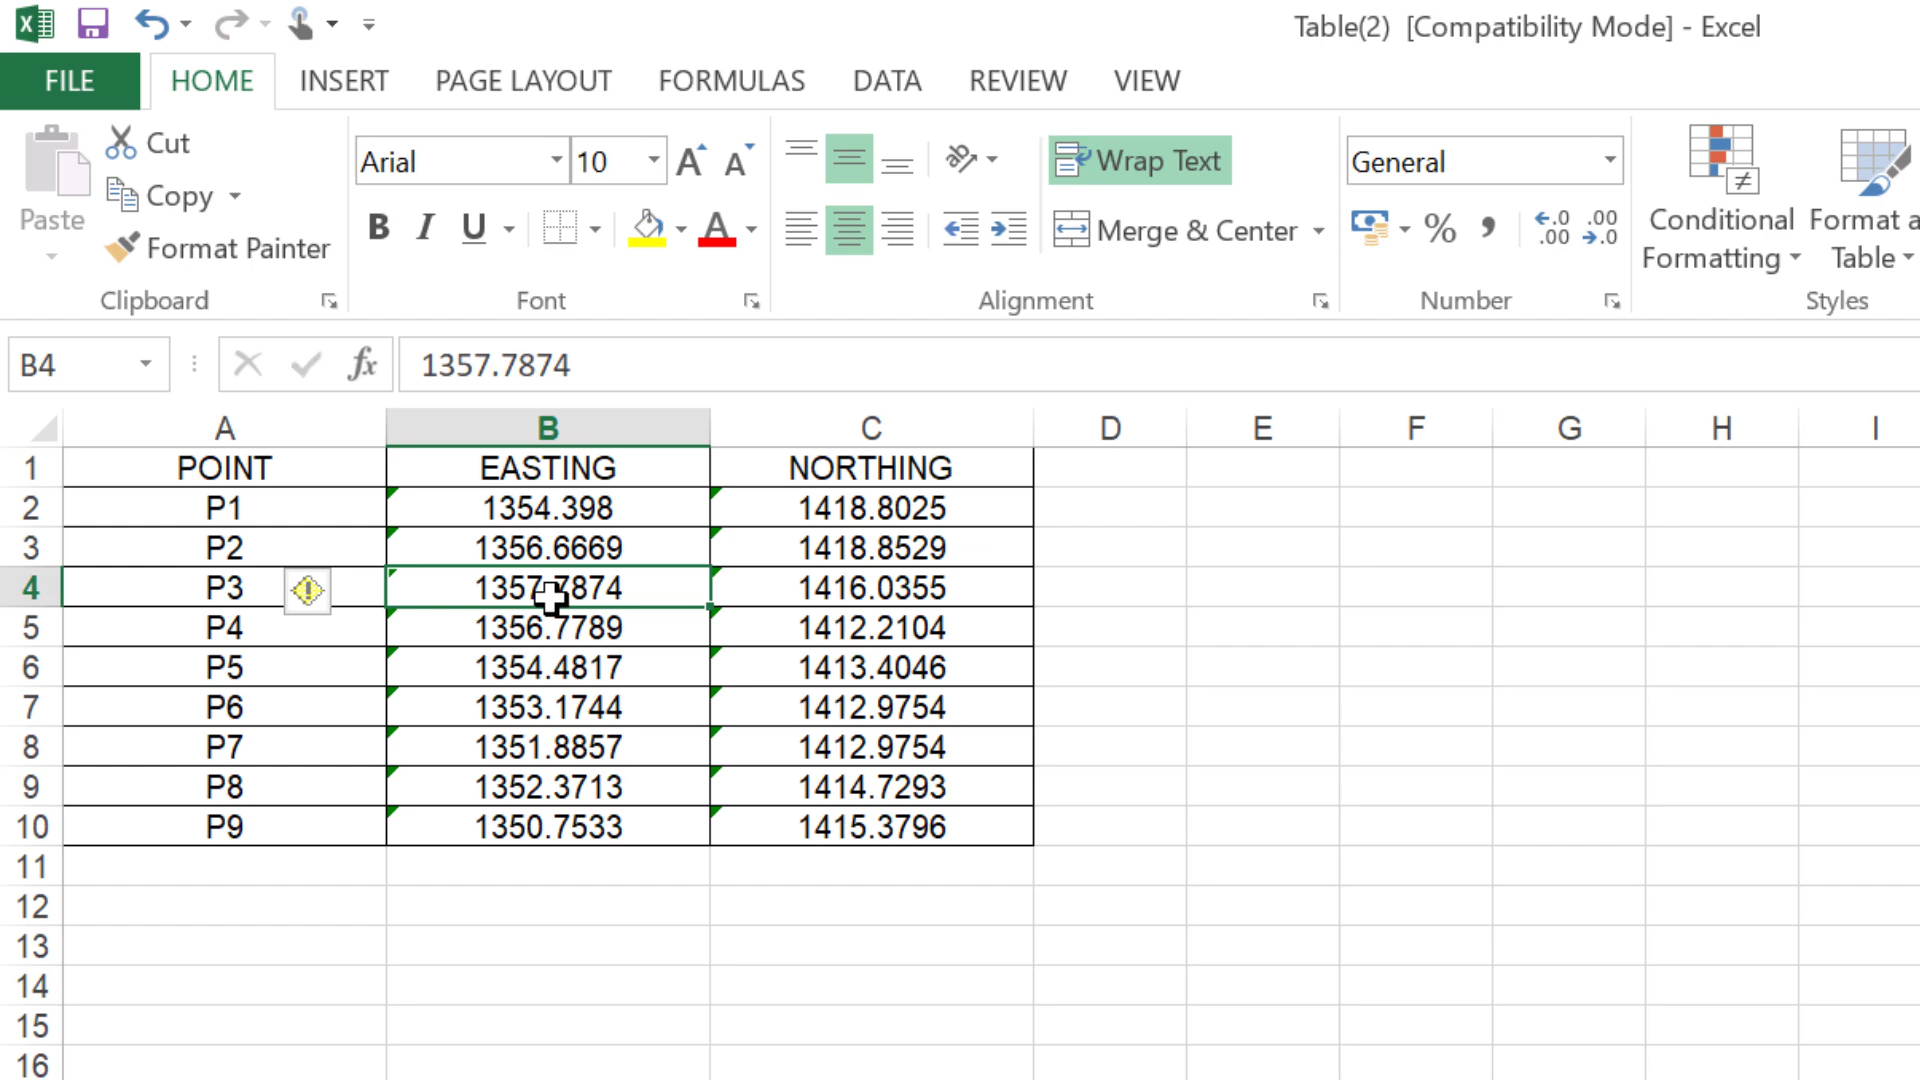 Table(2) [Compatibility Mode] - Excel
FILE HOME INSERT PAGE LAYOUT FORMULAS DATA REVIEW VIEW
Paste
Cut
Copy
Format Painter
Clipboard
Arial 10
B I U
Font
Wrap Text
Merge & Center
Alignment
General
% ,
Number
Conditional
Formatting
Format a
Table
Styles
B4 fx 1357.7874
A B C D E F G H I
1 POINT EASTING NORTHING
2 P1 1354.398 1418.8025
3 P2 1356.6669 1418.8529
4 P3 1357.7874 1416.0355
5 P4 1356.7789 1412.2104
6 P5 1354.4817 1413.4046
7 P6 1353.1744 1412.9754
8 P7 1351.8857 1412.9754
9 P8 1352.3713 1414.7293
10 P9 1350.7533 1415.3796
11
12
13
14
15
16